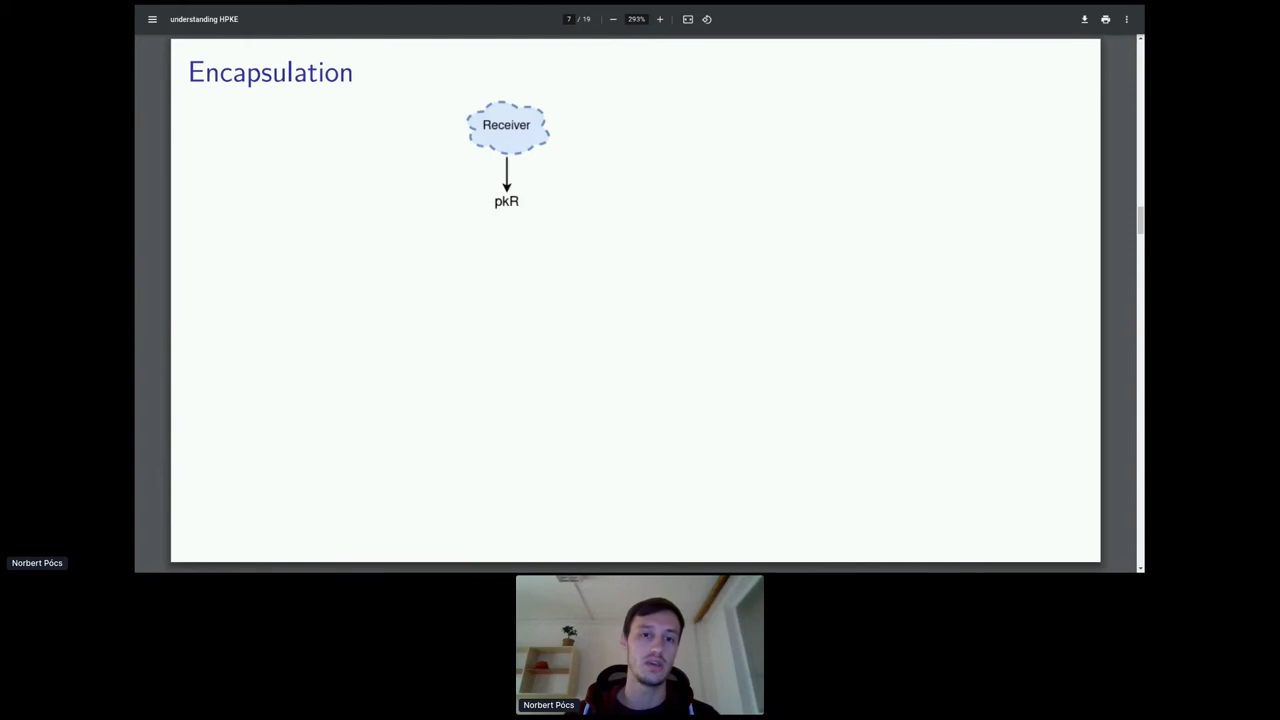 understanding HPKE
7 / 19
293%
Encapsulation
Receiver
pkR
Norbert Pócs
Norbert Pócs